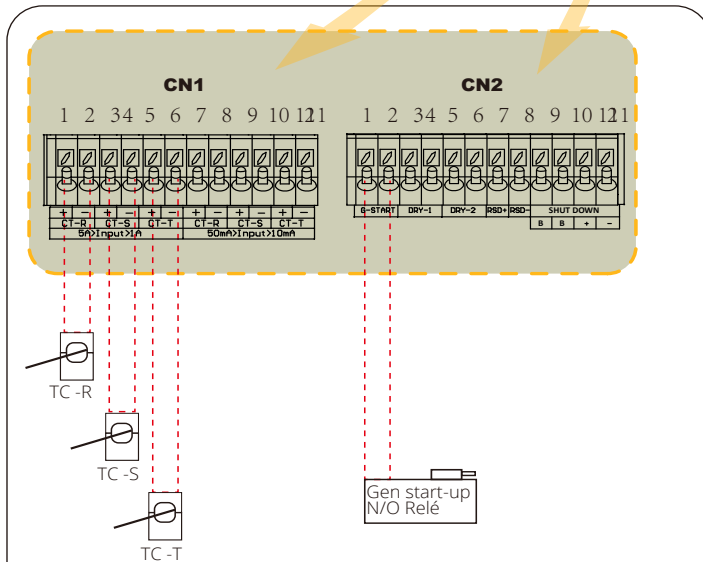 CN1
CN2
1 2 34 5 6 7 8 9 10 1211
1 2 34 5 6 7 8 9 10 1211
+ − + − + − + − + − + −
CT-R CT-S CT-T CT-R CT-S CT-T
5A>Input>1A 50mA>Input>10mA
G-START DRY-1 DRY-2 RSD+ RSD- SHUT DOWN
B B + −
TC -R
TC -S
TC -T
Gen start-up
N/O Relé